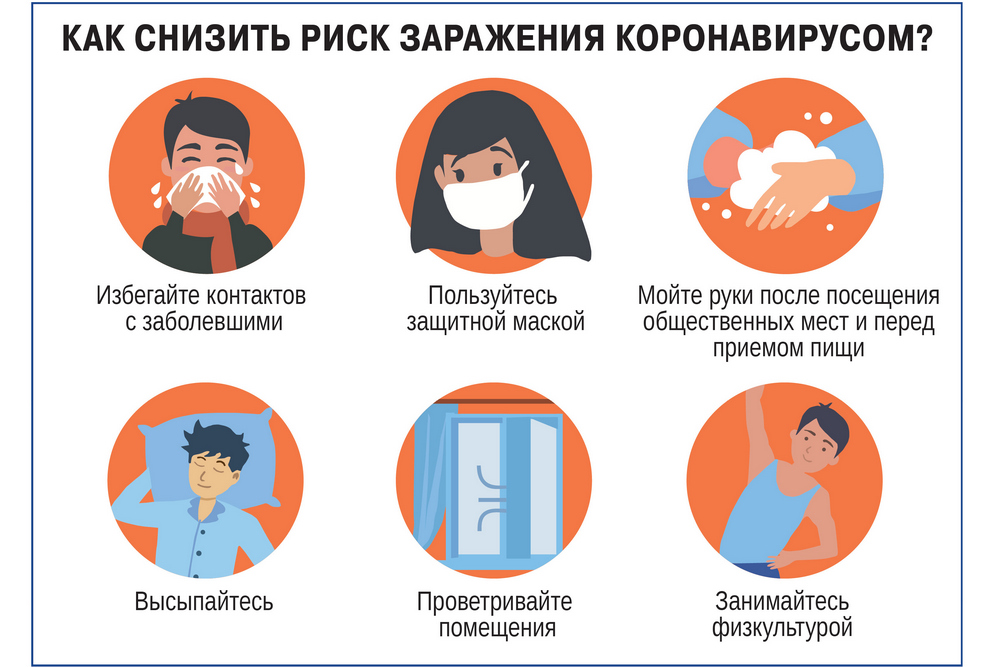 КАК СНИЗИТЬ РИСК ЗАРАЖЕНИЯ КОРОНАВИРУСОМ?
Избегайте контактов
с заболевшими
Пользуйтесь
защитной маской
Мойте руки после посещения
общественных мест и перед
приемом пищи
Высыпайтесь
Проветривайте
помещения
Занимайтесь
физкультурой